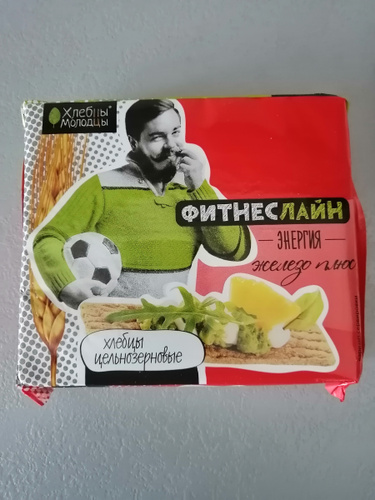 Хлебцы®
Молодцы
ФИТНЕСЛАЙН
ЭНЕРГИЯ
железо плюс
хлебцы
цельнозерновые